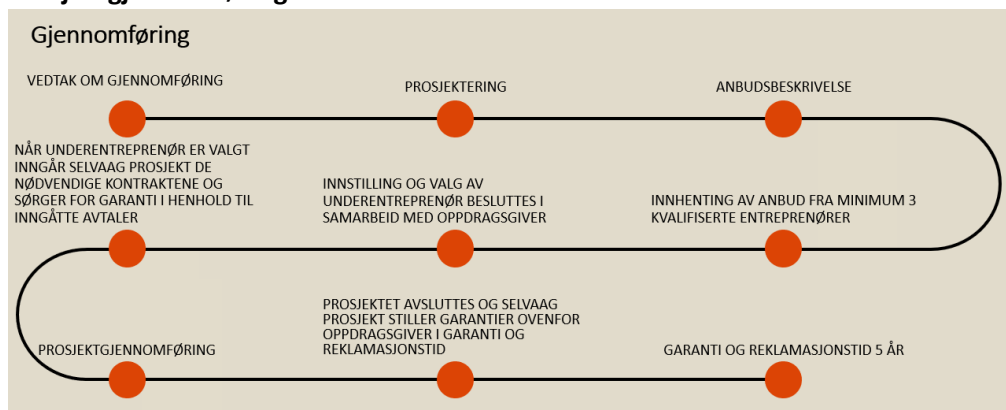 Gjennomføring
VEDTAK OM GJENNOMFØRING
PROSJEKTERING
ANBUDSBESKRIVELSE
NÅR UNDERENTREPRENØR ER VALGT
INNGÅR SELVAAG PROSJEKT DE
NØDVENDIGE KONTRAKTENE OG
SØRGER FOR GARANTI I HENHOLD TIL
INNGÅTTE AVTALER
INNSTILLING OG VALG AV
UNDERENTREPRENØR BESLUTTES I
SAMARBEID MED OPPDRAGSGIVER
INNHENTING AV ANBUD FRA MINIMUM 3
KVALIFISERTE ENTREPRENØRER
PROSJEKTGJENNOMFØRING
PROSJEKTET AVSLUTTES OG SELVAAG
PROSJEKT STILLER GARANTIER OVENFOR
OPPDRAGSGIVER I GARANTI OG
REKLAMASJONSTID
GARANTI OG REKLAMASJONSTID 5 ÅR